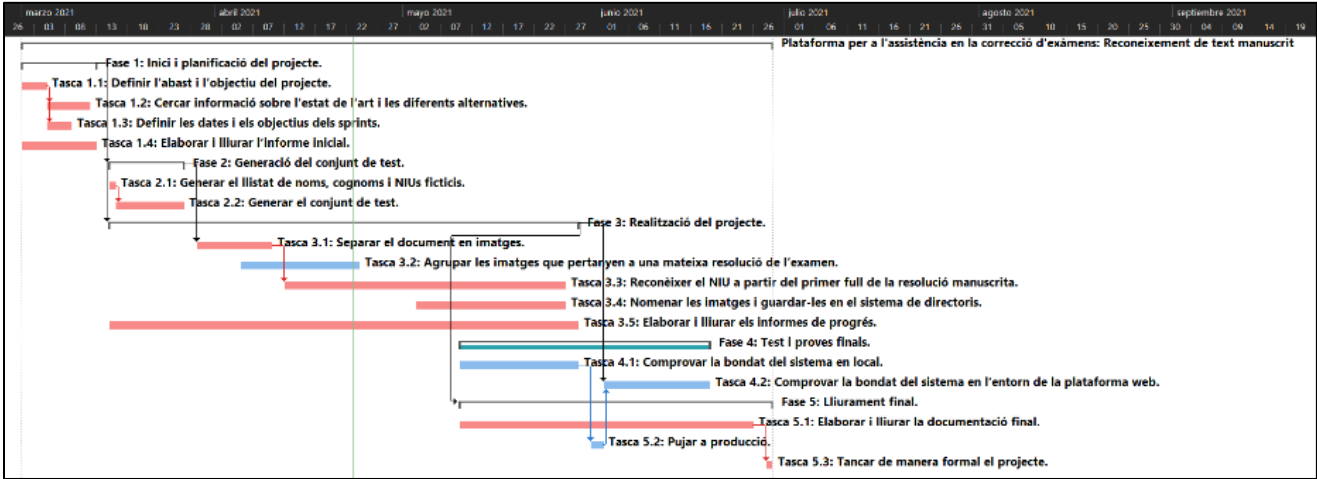 marzo 2021 abril 2021 mayo 2021 junio 2021 julio 2021 agosto 2021 septiembre 2021
26 03 08 13 18 23 28 02 07 12 17 22 27 02 07 12 17 22 27 01 06 11 16 21 26 01 06 11 16 21 26 31 05 10 15 20 25 30 04 09 14 19
Plataforma per a l'assistència en la correcció d'exàmens: Reconeixement de text manuscrit
Fase 1: Inici i planificació del projecte.
Tasca 1.1: Definir l'abast i l'objectiu del projecte.
Tasca 1.2: Cercar informació sobre l'estat de l'art i les diferents alternatives.
Tasca 1.3: Definir les dates i els objectius dels sprints.
Tasca 1.4: Elaborar i lliurar l'informe inicial.
Fase 2: Generació del conjunt de test.
Tasca 2.1: Generar el llistat de noms, cognoms i NIUs ficticis.
Tasca 2.2: Generar el conjunt de test.
Fase 3: Realització del projecte.
Tasca 3.1: Separar el document en imatges.
Tasca 3.2: Agrupar les imatges que pertanyen a una mateixa resolució de l'examen.
Tasca 3.3: Reconèixer el NIU a partir del primer full de la resolució manuscrita.
Tasca 3.4: Nomenar les imatges i guardar-les en el sistema de directoris.
Tasca 3.5: Elaborar i lliurar els informes de progrés.
Fase 4: Test i proves finals.
Tasca 4.1: Comprovar la bondat del sistema en local.
Tasca 4.2: Comprovar la bondat del sistema en l'entorn de la plataforma web.
Fase 5: Lliurament final.
Tasca 5.1: Elaborar i lliurar la documentació final.
Tasca 5.2: Pujar a producció.
Tasca 5.3: Tancar de manera formal el projecte.